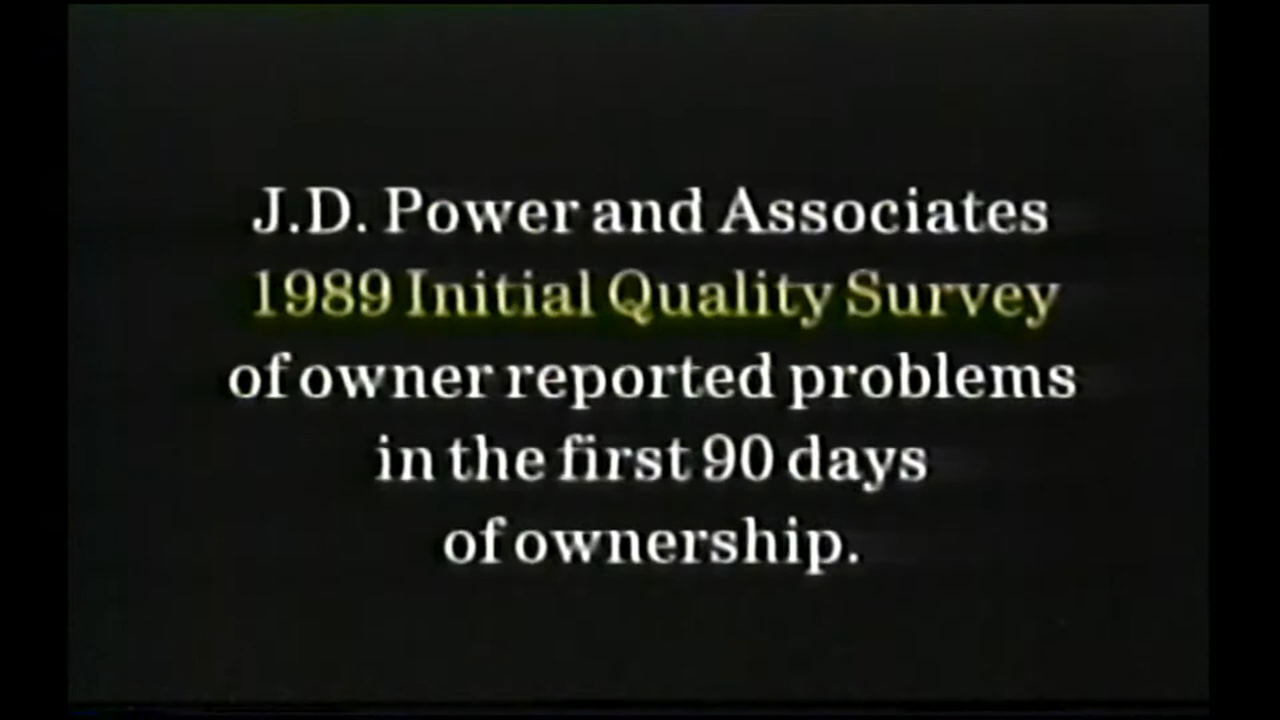 J.D. Power and Associates
1989 Initial Quality Survey
of owner reported problems
in the first 90 days
of ownership.